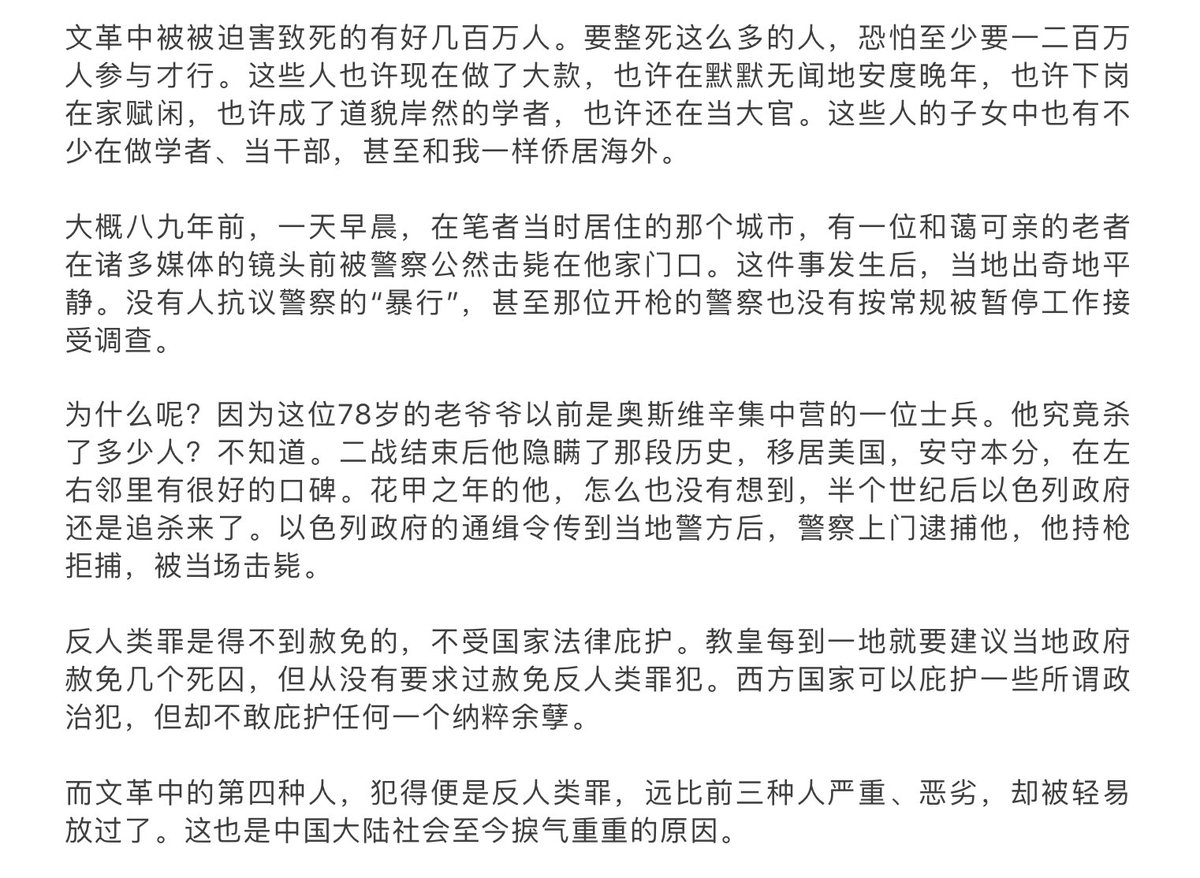 文革中被被迫害致死的有好几百万人。要整死这么多的人，恐怕至少要一二百万
人参与才行。这些人也许现在做了大款，也许在默默无闻地安度晚年，也许下岗
在家赋闲，也许成了道貌岸然的学者，也许还在当大官。这些人的子女中也有不
少在做学者、当干部，甚至和我一样侨居海外。
大概八九年前，一天早晨，在笔者当时居住的那个城市，有一位和蔼可亲的老者
在诸多媒体的镜头前被警察公然击毙在他家门口。这件事发生后，当地出奇地平
静。没有人抗议警察的“暴行”，甚至那位开枪的警察也没有按常规被暂停工作接
受调查。
为什么呢？因为这位78岁的老爷爷以前是奥斯维辛集中营的一位士兵。他究竟杀
了多少人？不知道。二战结束后他隐瞒了那段历史，移居美国，安守本分，在左
右邻里有很好的口碑。花甲之年的他，怎么也没有想到，半个世纪后以色列政府
还是追杀来了。以色列政府的通缉令传到当地警方后，警察上门逮捕他，他持枪
拒捕，被当场击毙。
反人类罪是得不到赦免的，不受国家法律庇护。教皇每到一地就要建议当地政府
赦免几个死囚，但从没有要求过赦免反人类罪犯。西方国家可以庇护一些所谓政
治犯，但却不敢庇护任何一个纳粹余孽。
而文革中的第四种人，犯得便是反人类罪，远比前三种人严重、恶劣，却被轻易
放过了。这也是中国大陆社会至今捩气重重的原因。